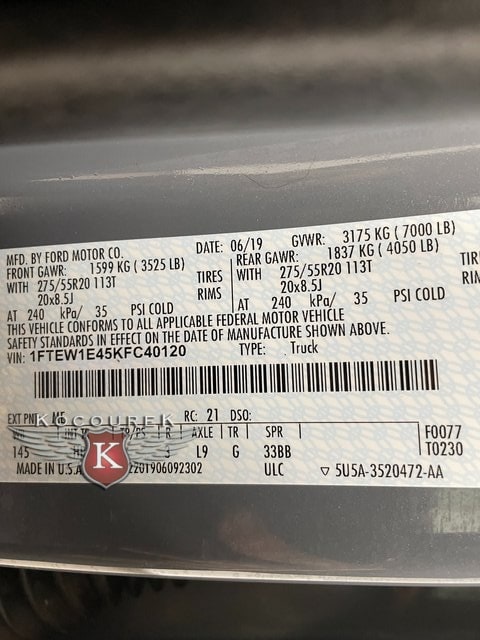 MFD. BY FORD MOTOR CO.
DATE: 06/19 GVWR: 3175 KG ( 7000 LB)
FRONT GAWR: 1599 KG ( 3525 LB)
REAR GAWR: 1837 KG ( 4050 LB)
WITH 275/55R20 113T TIRES
WITH 275/55R20 113T TIR
20x8.5J RIMS
20x8.5J RIM
AT 240 kPa/ 35 PSI COLD
AT 240 kPa/ 35 PSI COLD
THIS VEHICLE CONFORMS TO ALL APPLICABLE FEDERAL MOTOR VEHICLE
SAFETY STANDARDS IN EFFECT ON THE DATE OF MANUFACTURE SHOWN ABOVE.
VIN: 1FTEW1E45KFC40120 TYPE: Truck
EXT PNT: RC: 21 DSO:
KOCOUREK
K
AXLE TR SPR F0077
145 L9 G 33BB T0230
MADE IN U.S.A. ULC ▽ 5U5A-3520472-AA